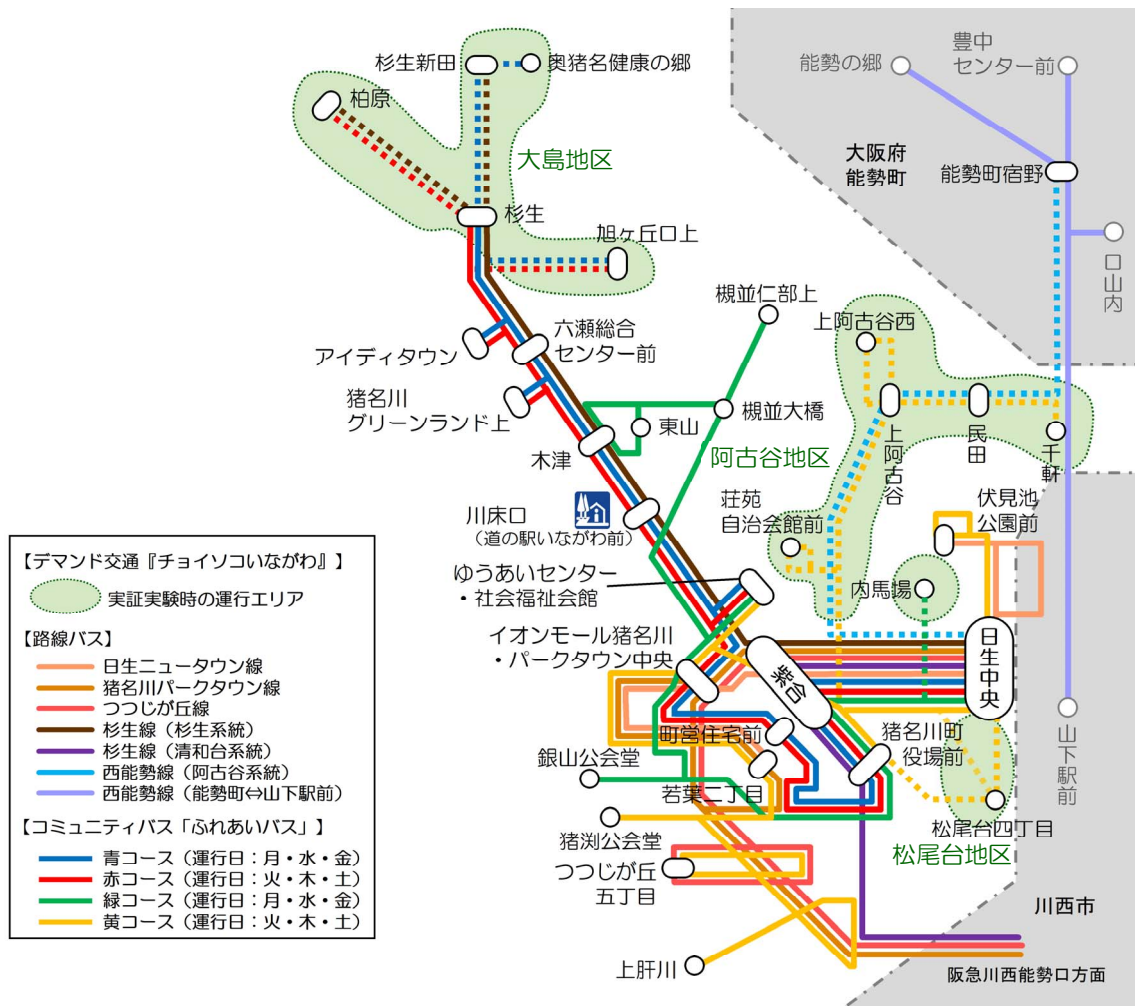 杉生新田
奥猪名健康の郷
柏原
大島地区
杉生
旭ヶ丘口上
能勢の郷
豊中
センター前
大阪府
能勢町
能勢町宿野
口山内
槻並仁部上
上阿古谷西
六瀬総合
センター前
アイディタウン
猪名川
グリーンランド上
槻並大橋
東山
木津
阿古谷地区
上阿古谷
民田
千軒
荘苑
自治会館前
伏見池
公園前
川床口
(道の駅いながわ前)
ゆうあいセンター
・社会福祉会館
内馬場
イオンモール猪名川
・パークタウン中央
紫合
日生中央
町営住宅前
猪名川町
役場前
山下駅前
銀山公会堂
若葉二丁目
猪渕公会堂
松尾台四丁目
松尾台地区
つつじが丘
五丁目
上肝川
川西市
阪急川西能勢口方面
【デマンド交通『チョイソコいながわ』】
実証実験時の運行エリア
【路線バス】
日生ニュータウン線
猪名川パークタウン線
つつじが丘線
杉生線(杉生系統)
杉生線(清和台系統)
西能勢線(阿古谷系統)
西能勢線(能勢町⇔山下駅前)
【コミュニティバス「ふれあいバス」】
青コース(運行日:月・水・金)
赤コース(運行日:火・木・土)
緑コース(運行日:月・水・金)
黄コース(運行日:火・木・土)